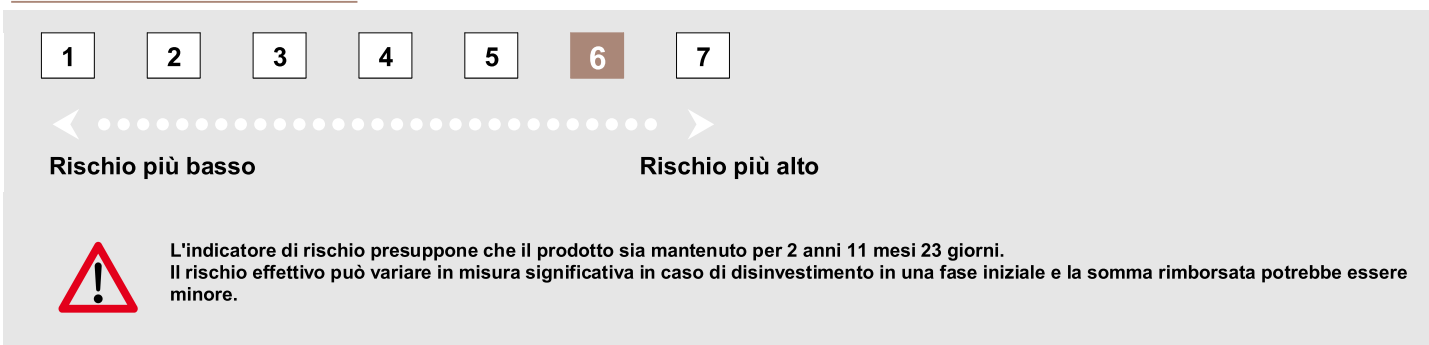 1 2 3 4 5 6 7
Rischio più basso Rischio più alto
L'indicatore di rischio presuppone che il prodotto sia mantenuto per 2 anni 11 mesi 23 giorni.
Il rischio effettivo può variare in misura significativa in caso di disinvestimento in una fase iniziale e la somma rimborsata potrebbe essere
minore.